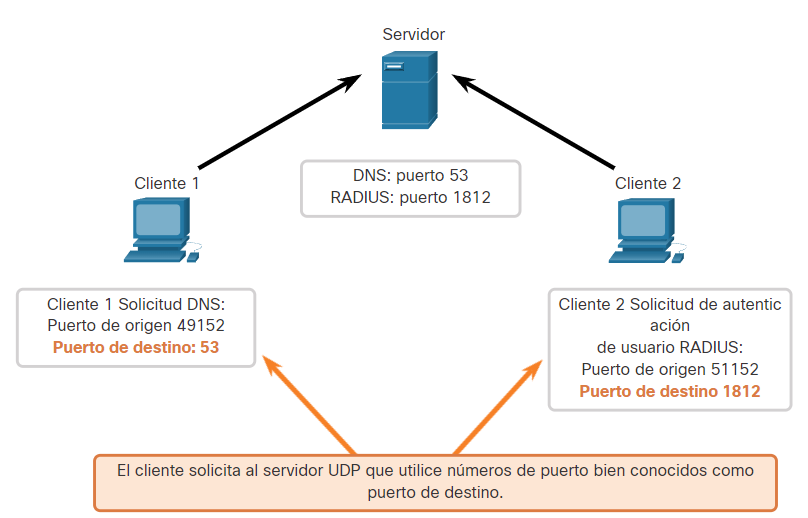 Servidor
Cliente 1
DNS: puerto 53
RADIUS: puerto 1812
Cliente 2
Cliente 1 Solicitud DNS:
Puerto de origen 49152
Puerto de destino: 53
Cliente 2 Solicitud de autentic
ación
de usuario RADIUS:
Puerto de origen 51152
Puerto de destino 1812
El cliente solicita al servidor UDP que utilice números de puerto bien conocidos como
puerto de destino.